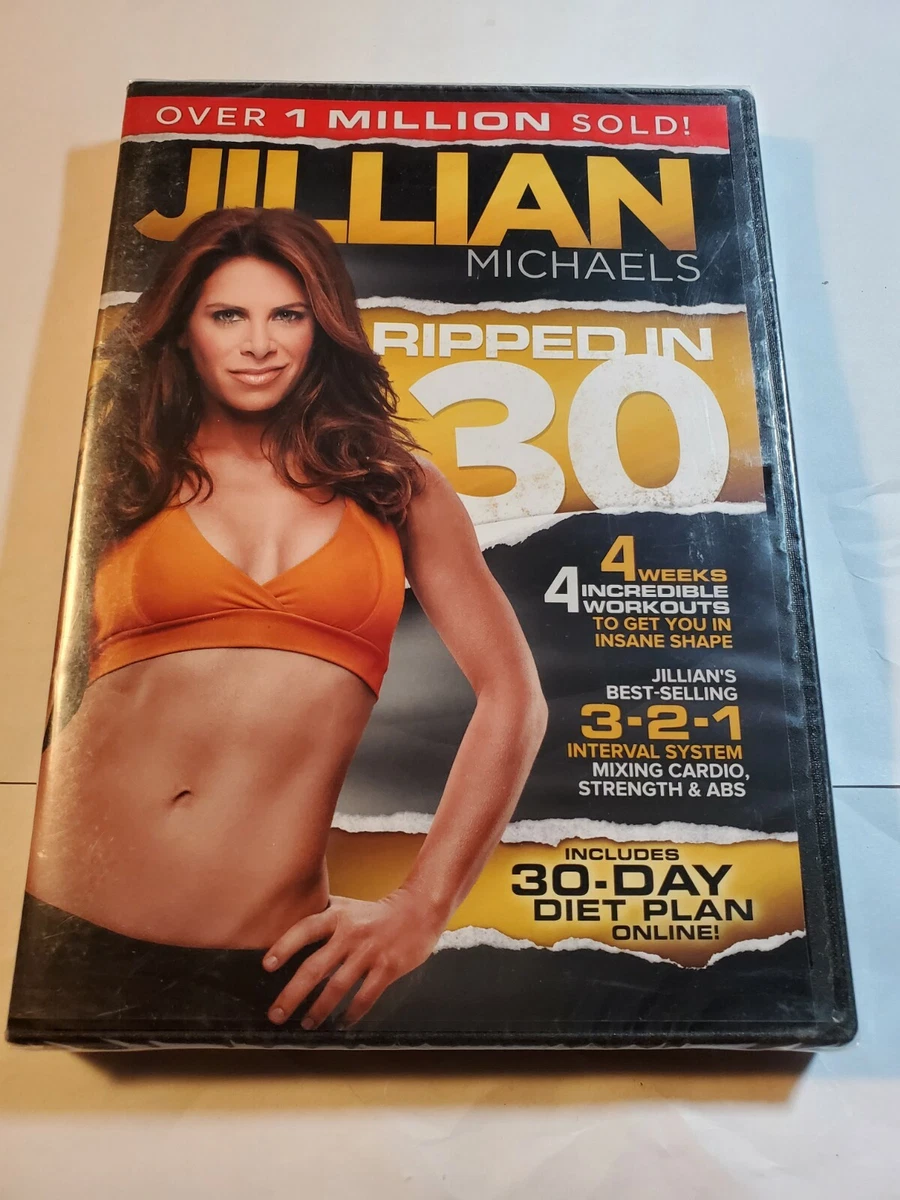 OVER 1 MILLION SOLD!
JILLIAN
MICHAELS
RIPPED IN
30
4 WEEKS
4 INCREDIBLE
WORKOUTS
TO GET YOU IN
INSANE SHAPE
JILLIAN'S
BEST-SELLING
3-2-1
INTERVAL SYSTEM
MIXING CARDIO,
STRENGTH & ABS
INCLUDES
30-DAY
DIET PLAN
ONLINE!